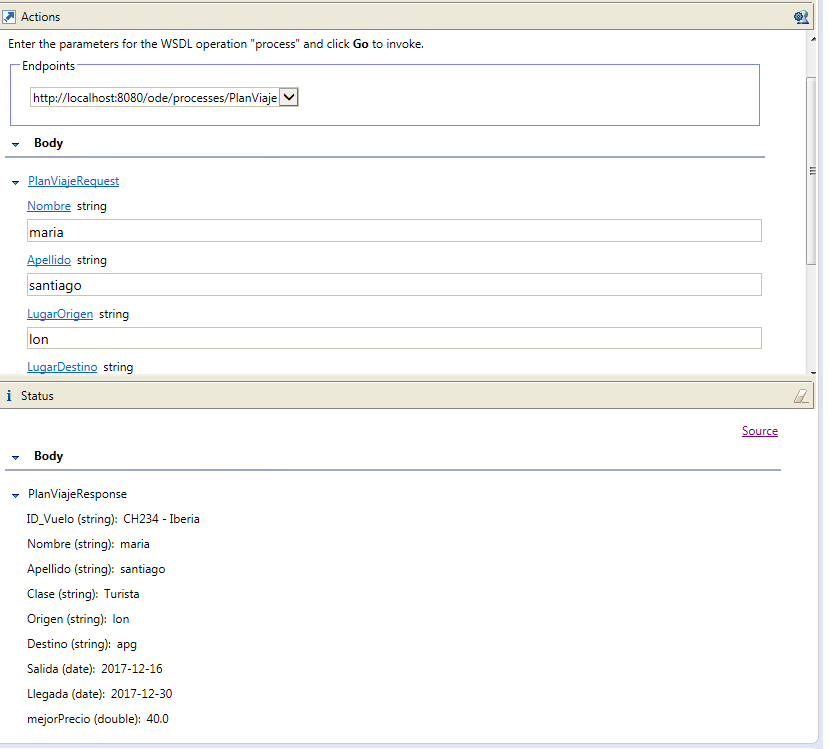 Actions
Enter the parameters for the WSDL operation "process" and click Go to invoke.
Endpoints
http://localhost:8080/ode/processes/PlanViaje
Body
PlanViajeRequest
Nombre string
maria
Apellido string
santiago
LugarOrigen string
lon
LugarDestino string
i Status
Source
Body
PlanViajeResponse
ID_Vuelo (string): CH234 - Iberia
Nombre (string): maria
Apellido (string): santiago
Clase (string): Turista
Origen (string): lon
Destino (string): apg
Salida (date): 2017-12-16
Llegada (date): 2017-12-30
mejorPrecio (double): 40.0